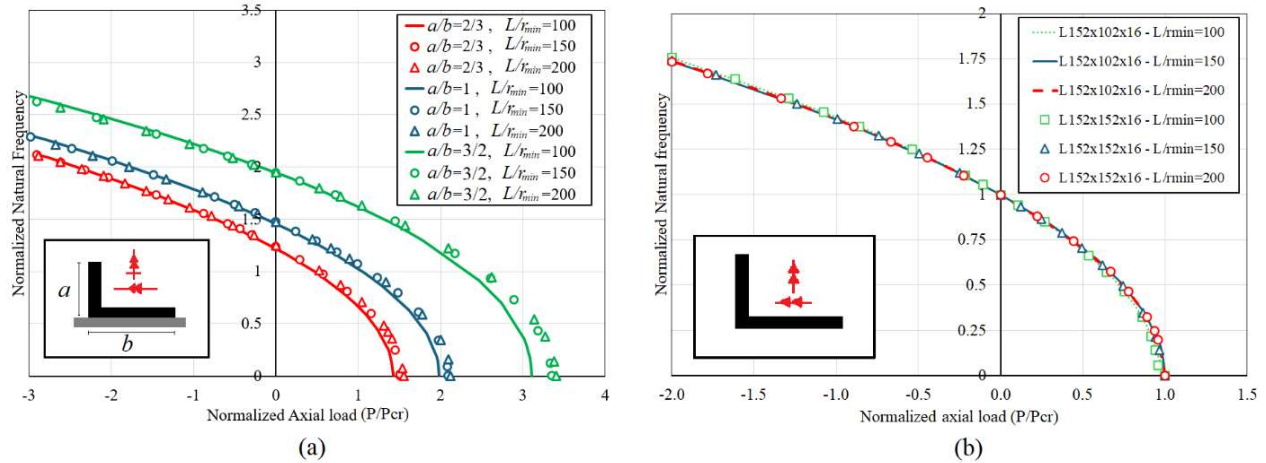 (a)
4.0
3.5
3.0
2.5
2.0
1.5
1
0.5
0
Normalized Natural Frequency
a/b=2/3 , L/rmin=100
a/b=2/3 , L/rmin=150
a/b=2/3 , L/rmin=200
a/b=1 , L/rmin=100
a/b=1 , L/rmin=150
a/b=1 , L/rmin=200
a/b=3/2 , L/rmin=100
a/b=3/2 , L/rmin=150
a/b=3/2 , L/rmin=200
a
b
-3 -2 -1 0 1 2 3 4
Normalized Axial load (P/Pcr)
(a)
(b)
2
1.75
1.5
1.25
1.00
0.75
0.5
0.25
0
Normalized Natural frequency
L152x102x16 - L/rmin=100
L152x102x16 - L/rmin=150
L152x102x16 - L/rmin=200
L152x152x16 - L/rmin=100
L152x152x16 - L/rmin=150
L152x152x16 - L/rmin=200
-2.0 -1.5 -1.0 -0.5 0.0 0.5 1.0 1.5
Normalized axial load (P/Pcr)
(b)